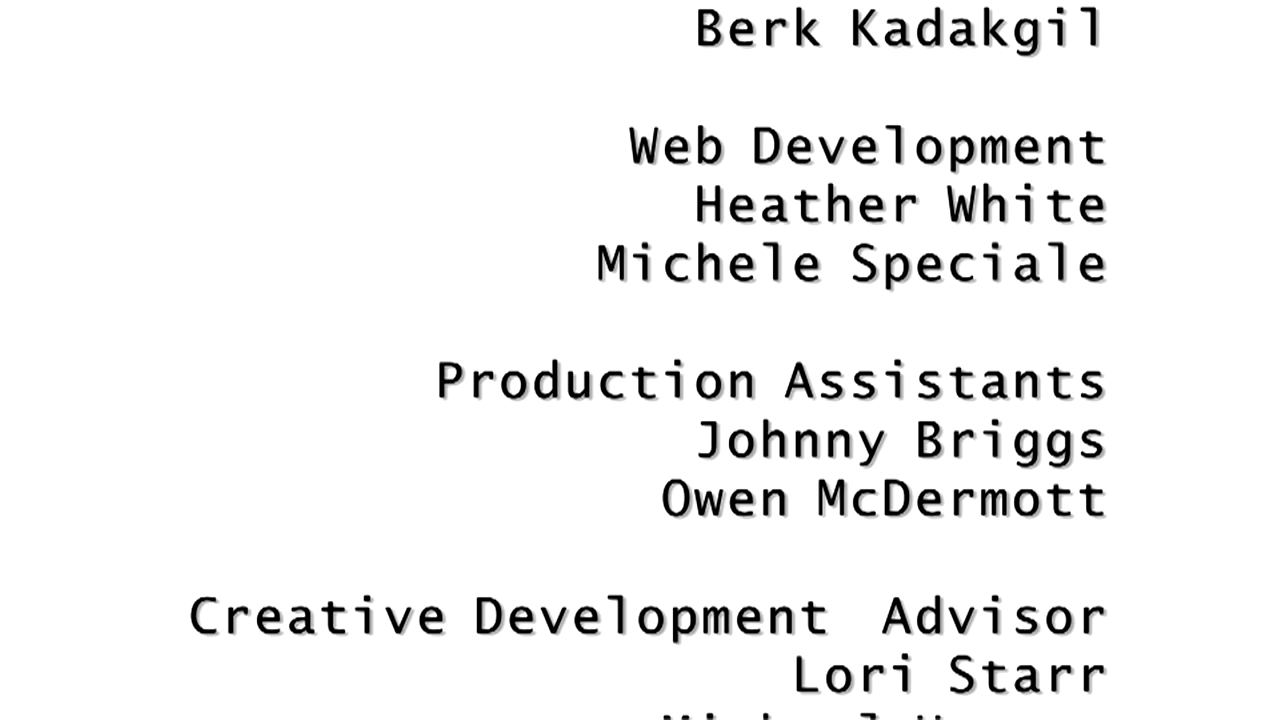 Berk Kadakgil
Web Development
Heather White
Michele Speciale
Production Assistants
Johnny Briggs
Owen McDermott
Creative Development Advisor
Lori Starr